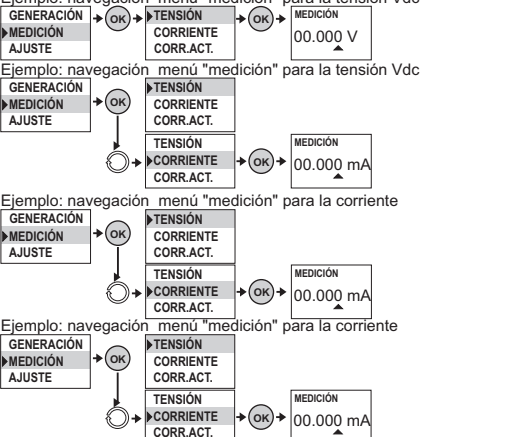 Ejemplo: navegación menú "medición" para la tensión Vdc
GENERACIÓN
MEDICIÓN
AJUSTE
OK
TENSIÓN
CORRIENTE
CORR.ACT.
OK
MEDICIÓN
00.000 V
Ejemplo: navegación menú "medición" para la tensión Vdc
GENERACIÓN
MEDICIÓN
AJUSTE
OK
TENSIÓN
CORRIENTE
CORR.ACT.
TENSIÓN
CORRIENTE
CORR.ACT.
OK
MEDICIÓN
00.000 mA
Ejemplo: navegación menú "medición" para la corriente
GENERACIÓN
MEDICIÓN
AJUSTE
OK
TENSIÓN
CORRIENTE
CORR.ACT.
TENSIÓN
CORRIENTE
CORR.ACT.
OK
MEDICIÓN
00.000 mA
Ejemplo: navegación menú "medición" para la corriente
GENERACIÓN
MEDICIÓN
AJUSTE
OK
TENSIÓN
CORRIENTE
CORR.ACT.
TENSIÓN
CORRIENTE
CORR.ACT.
OK
MEDICIÓN
00.000 mA